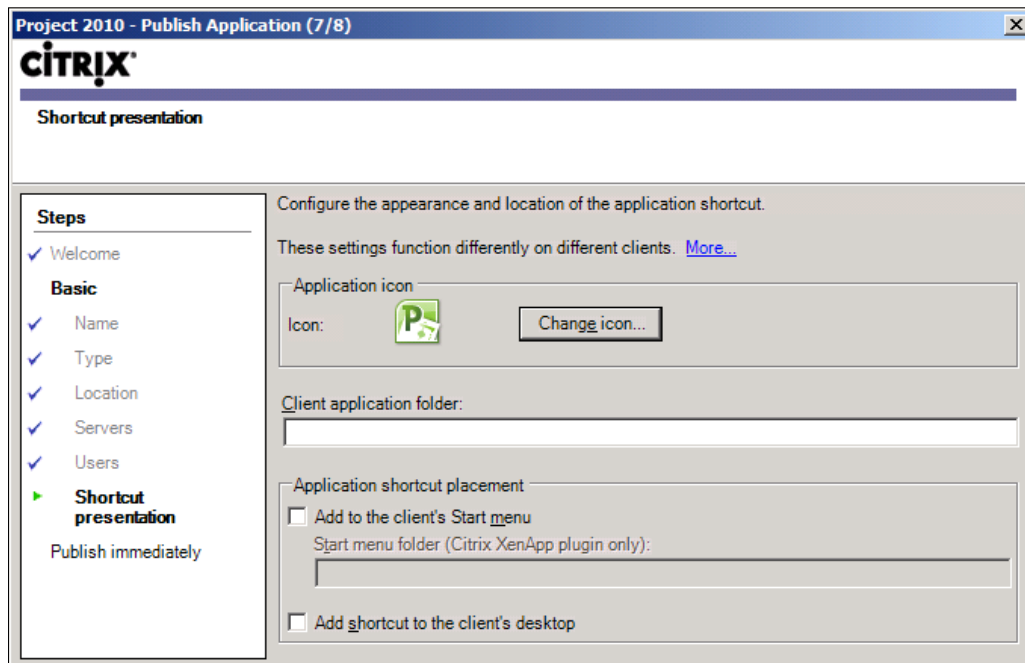 Project 2010 - Publish Application (7/8)
CİTRIX®
Shortcut presentation
Steps
Welcome
Basic
Name
Type
Location
Servers
Users
Shortcut
presentation
Publish immediately
Configure the appearance and location of the application shortcut.
These settings function differently on different clients. More...
Application icon
Icon:
P
Change icon...
Client application folder:
Application shortcut placement
Add to the client's Start menu
Start menu folder (Citrix XenApp plugin only):
Add shortcut to the client's desktop